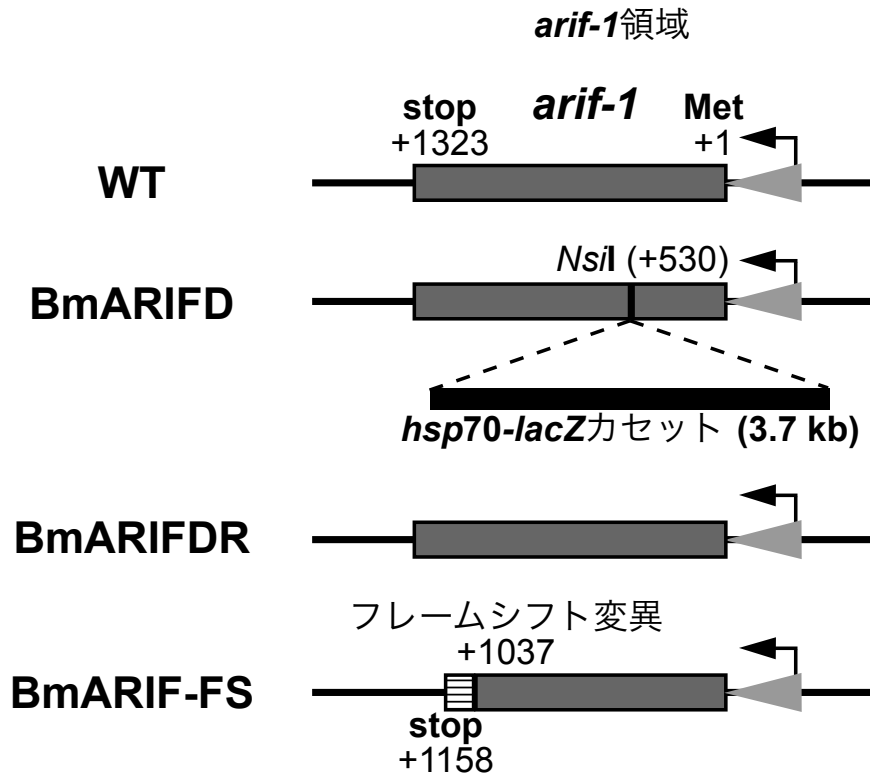 arif-1領域
stop arif-1 Met
+1323 +1
WT
NsiI (+530)
BmARIFD
hsp70-lacZカセット (3.7 kb)
BmARIFDR
フレームシフト変異
+1037
BmARIF-FS
stop
+1158